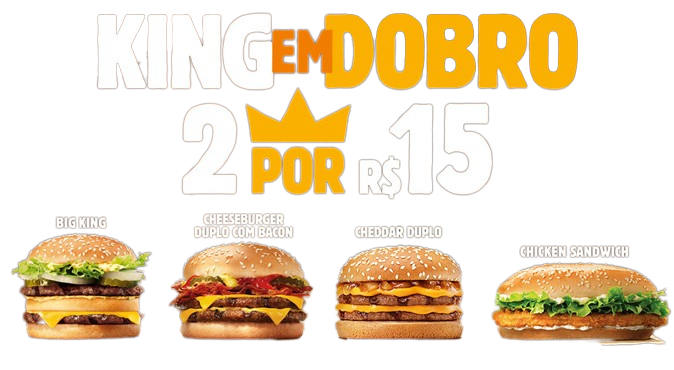 KING EM DOBRO
2 POR R$15
BIG KING
CHEESEBURGER
DUPLO COM BACON
CHEDDAR DUPLO
CHICKEN SANDWICH